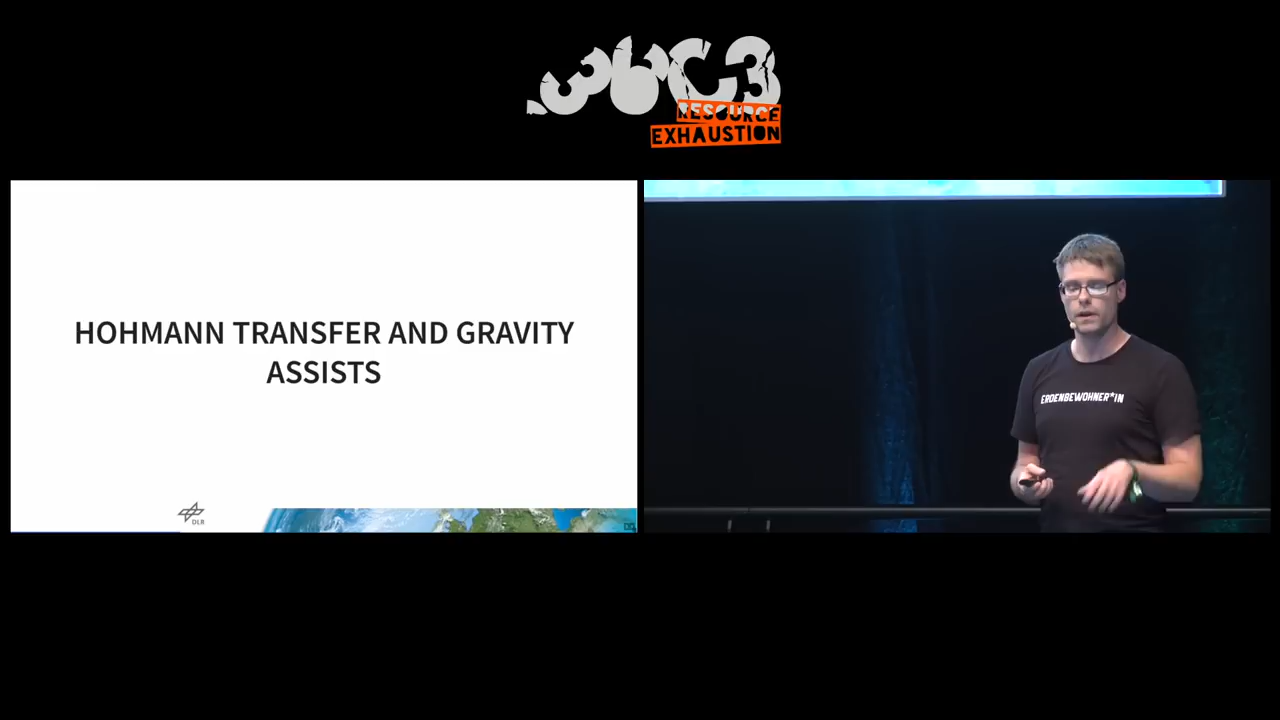 36C3
RESOURCE
EXHAUSTION
HOHMANN TRANSFER AND GRAVITY
ASSISTS
DLR
ERDENBEWOHNER*IN